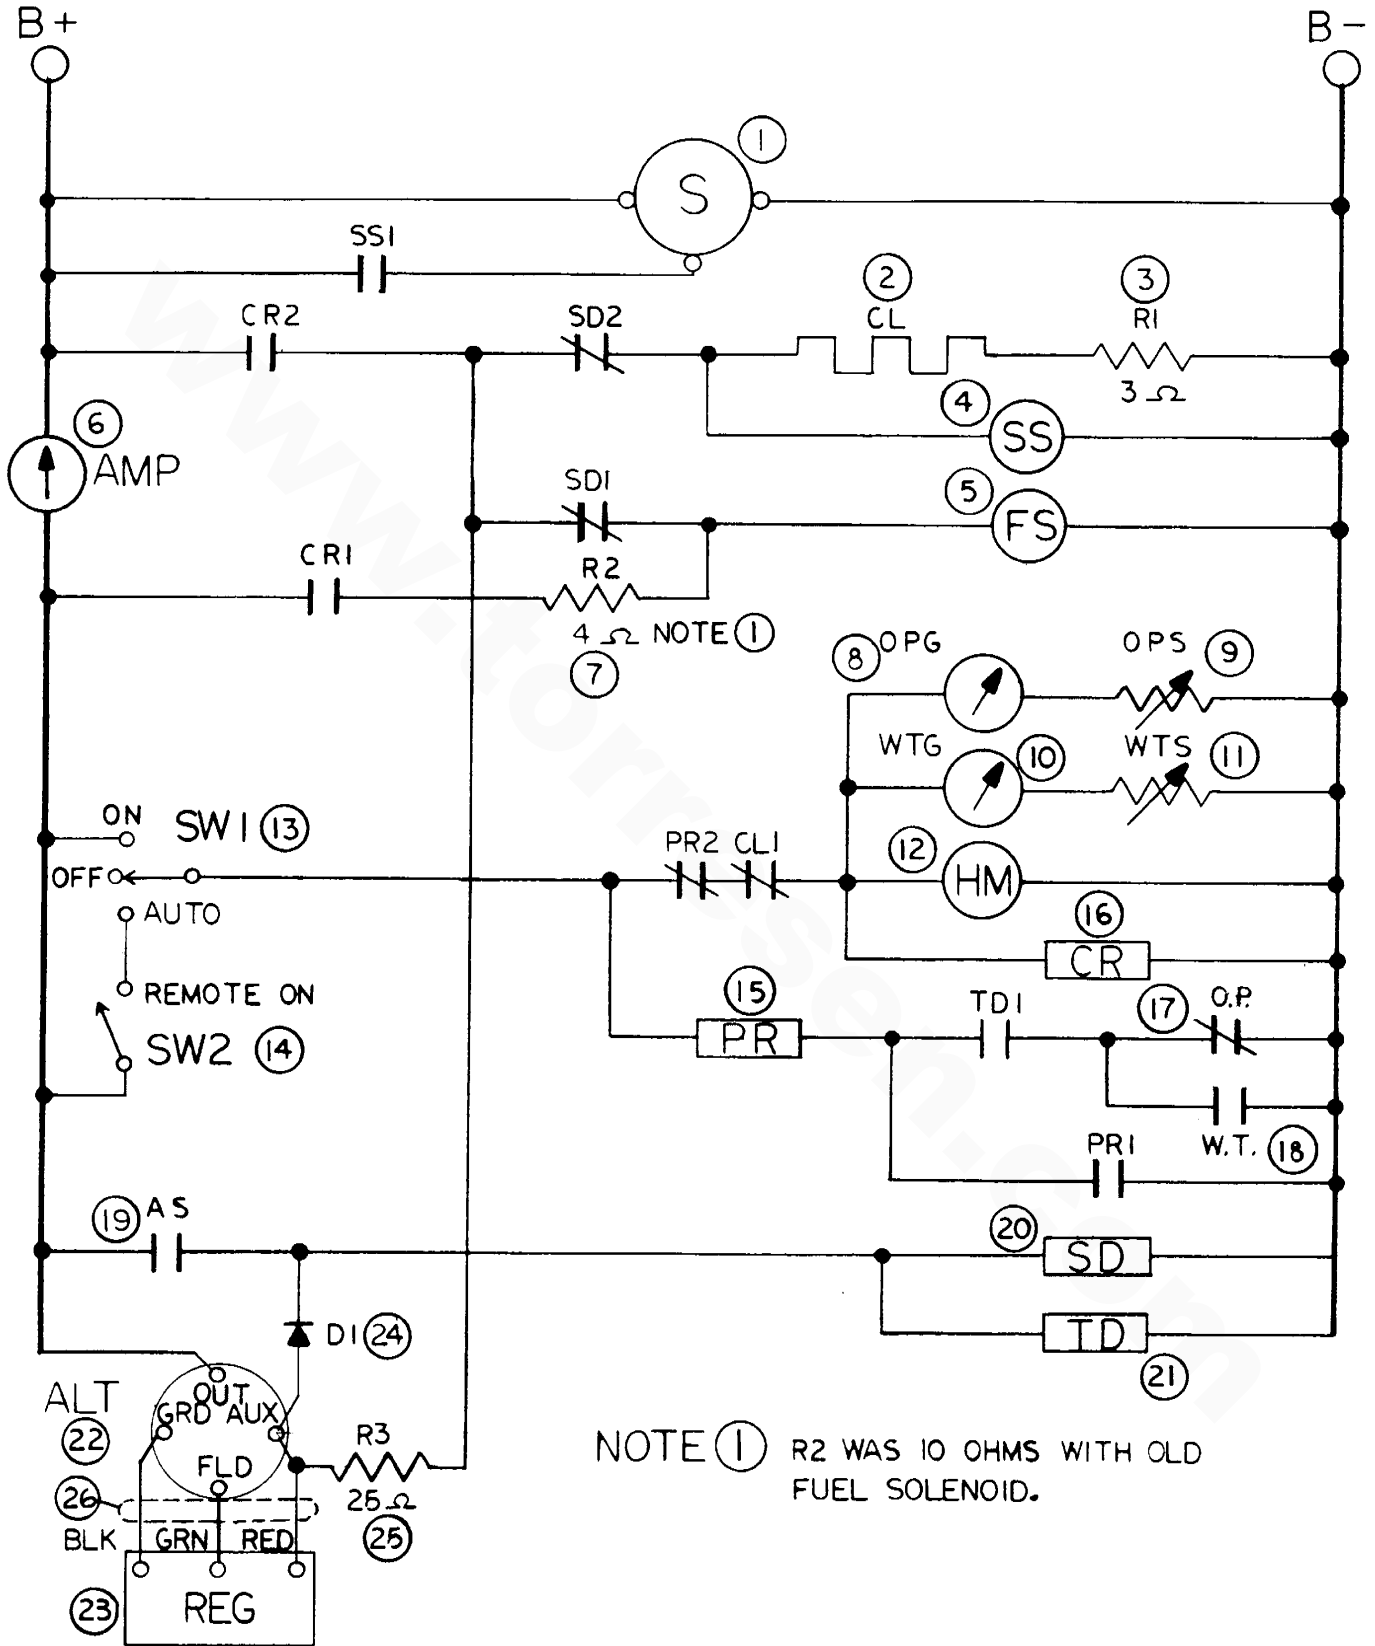 B+
B-
1
S
SS1
2
3
CR2
SD2
CL
R1
3 Ω
4
SS
6
AMP
5
SD1
FS
CR1
R2
4 Ω NOTE 1
7
8
OPG
OPS
9
WTG
10
WTS
11
ON
SW1
13
PR2
CL1
12
OFF
HM
AUTO
16
CR
REMOTE ON
15
TD1
17
O.P.
SW2
14
PR
PR1
W.T.
18
19
AS
20
SD
D1
24
TD
21
ALT
22
OUT
GRD
AUX
R3
FLD
25 Ω
25
26
BLK
GRN
RED
23
REG
NOTE 1 R2 WAS 10 OHMS WITH OLD
FUEL SOLENOID.
www.torresen.com